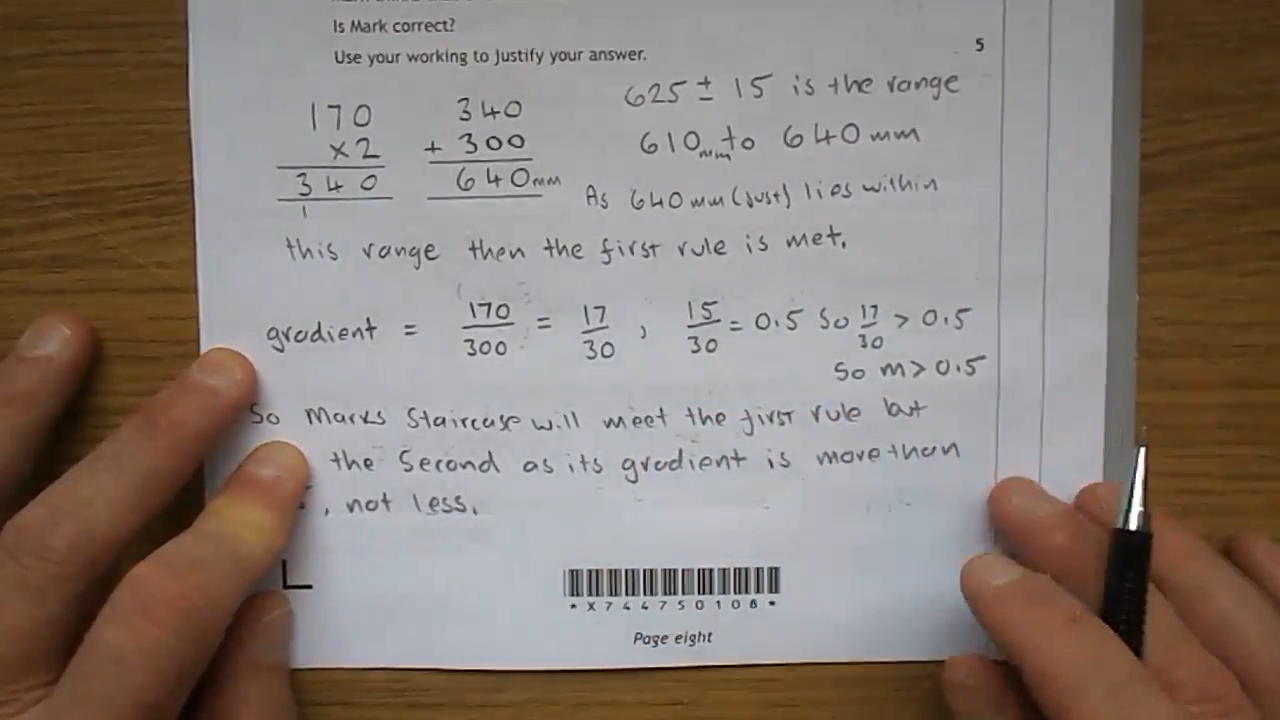 Is Mark correct?
Use your working to justify your answer.
5
170
×2
340
1
340
+ 300
640mm
625 ± 15 is the range
610mm to 640mm
As 640mm (just) lies within
this range then the first rule is met.
gradient = 170/300 = 17/30 , 15/30 = 0.5 So 17/30 > 0.5
So m > 0.5
So Marks Staircase will meet the first rule but
the Second as its gradient is more than
, not less.
*X744750108*
Page eight